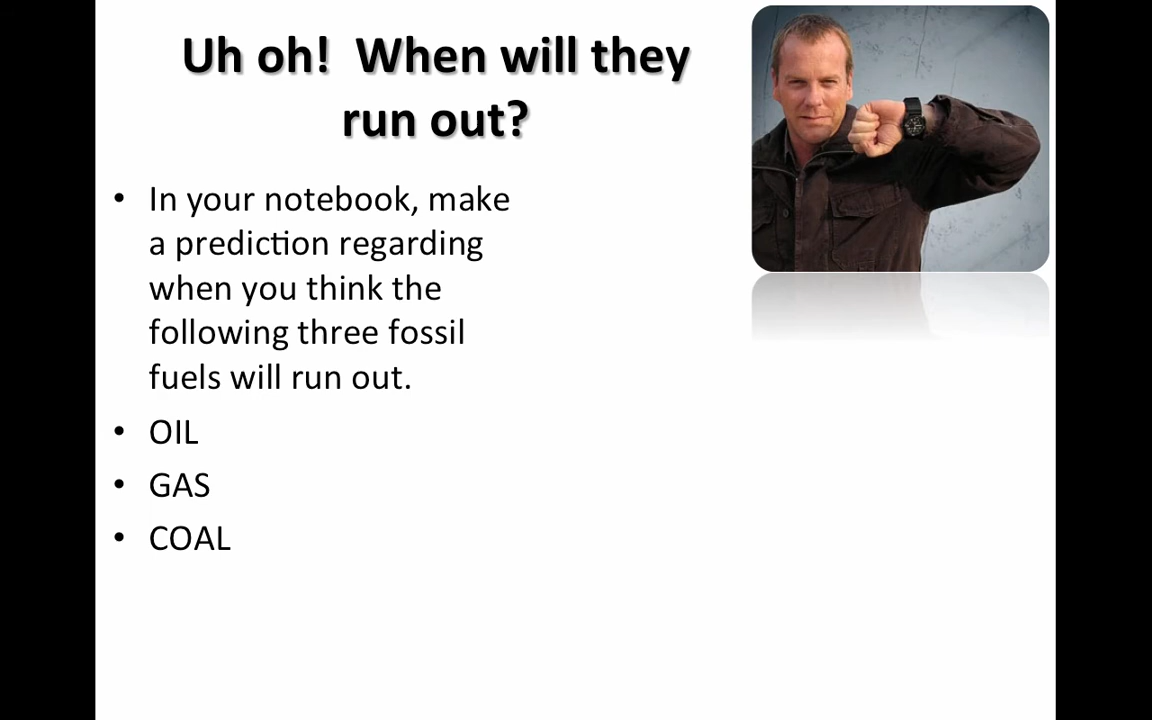 Uh oh!  When will they
run out?
• In your notebook, make
a prediction regarding
when you think the
following three fossil
fuels will run out.
• OIL
• GAS
• COAL